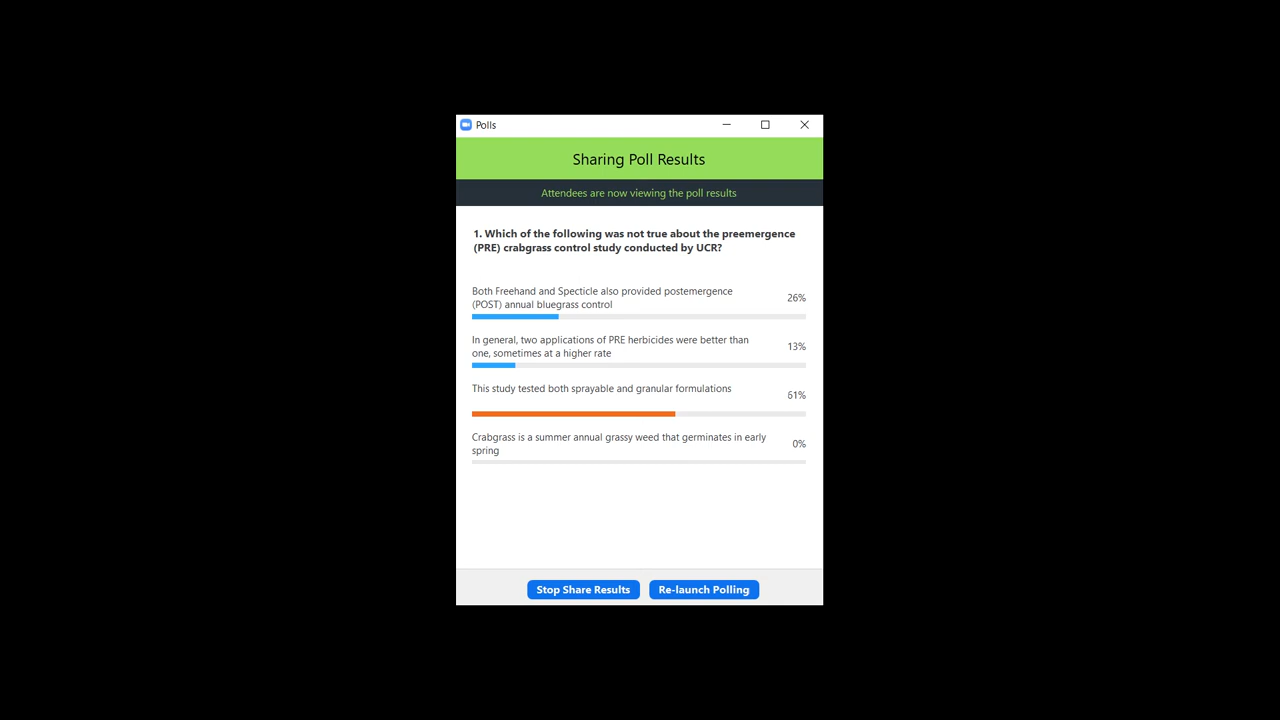 Polls
Sharing Poll Results
Attendees are now viewing the poll results
1. Which of the following was not true about the preemergence
(PRE) crabgrass control study conducted by UCR?
Both Freehand and Specticle also provided postemergence
(POST) annual bluegrass control
26%
In general, two applications of PRE herbicides were better than
one, sometimes at a higher rate
13%
This study tested both sprayable and granular formulations
61%
Crabgrass is a summer annual grassy weed that germinates in early
spring
0%
Stop Share Results
Re-launch Polling